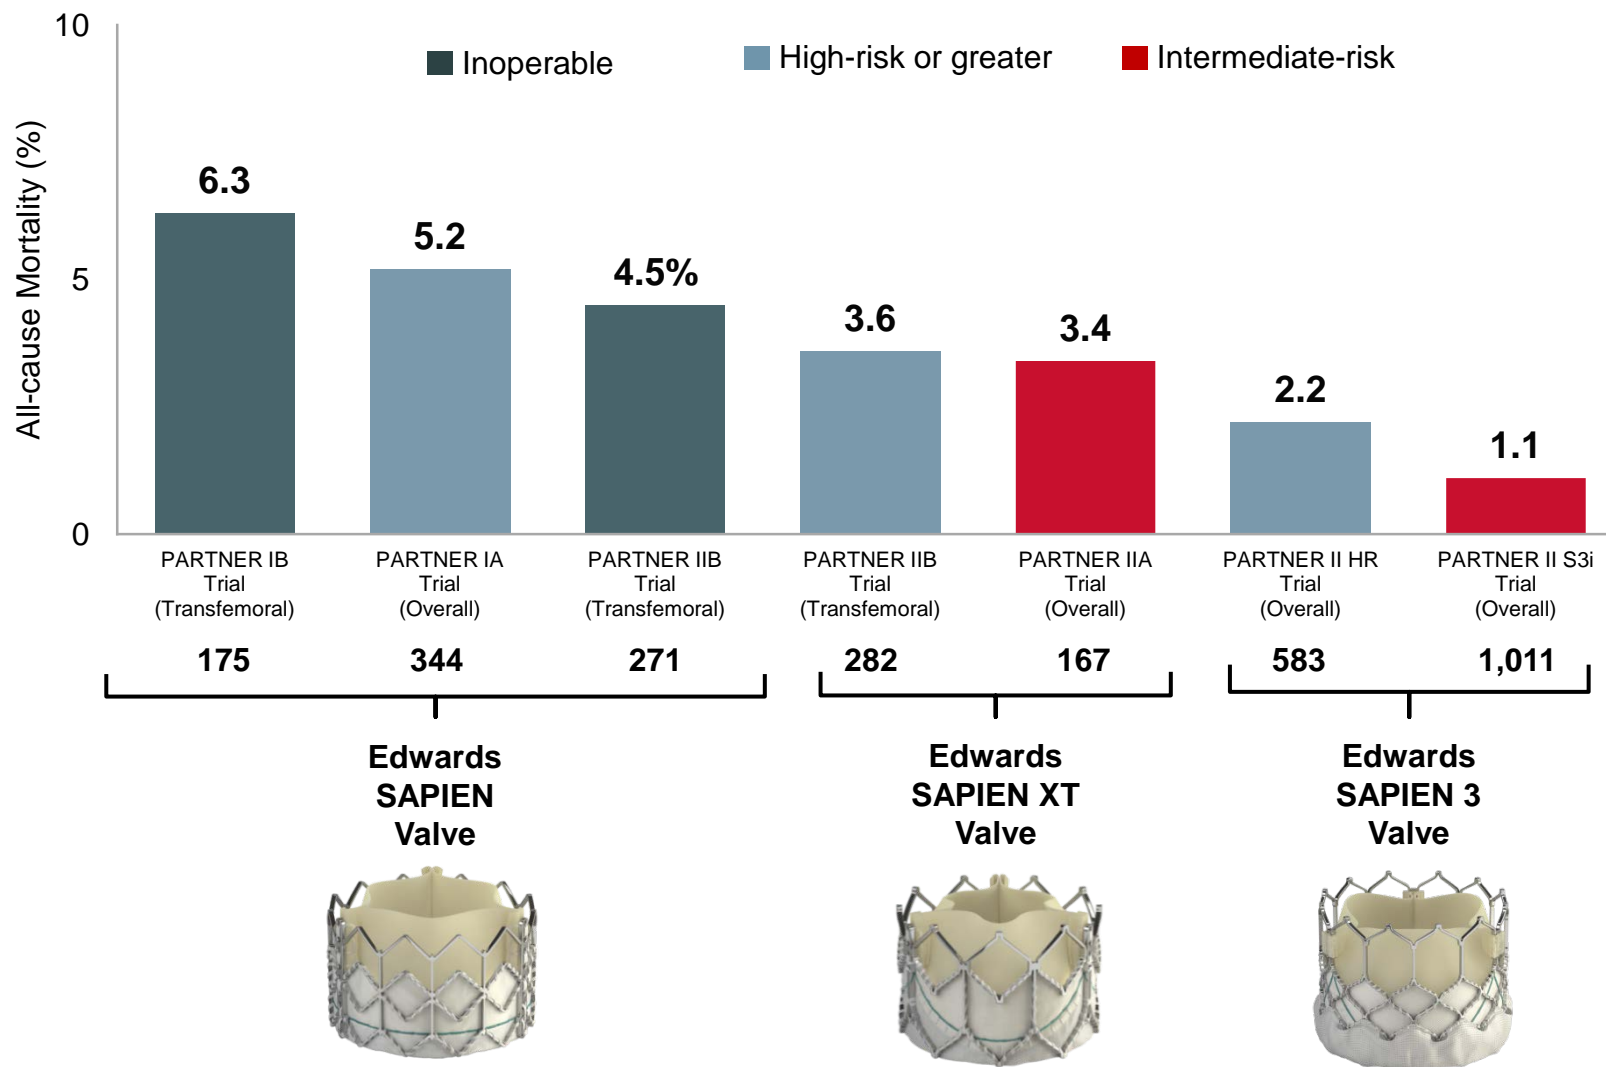 10
Inoperable
High-risk or greater
Intermediate-risk
All-cause Mortality (%)
6.3
5.2
4.5%
3.6
3.4
2.2
1.1
5
0
PARTNER IB
Trial
(Transfemoral)
PARTNER IA
Trial
(Overall)
PARTNER IIB
Trial
(Transfemoral)
PARTNER IIB
Trial
(Transfemoral)
PARTNER IIA
Trial
(Overall)
PARTNER II HR
Trial
(Overall)
PARTNER II S3i
Trial
(Overall)
175
344
271
282
167
583
1,011
Edwards
SAPIEN
Valve
Edwards
SAPIEN XT
Valve
Edwards
SAPIEN 3
Valve